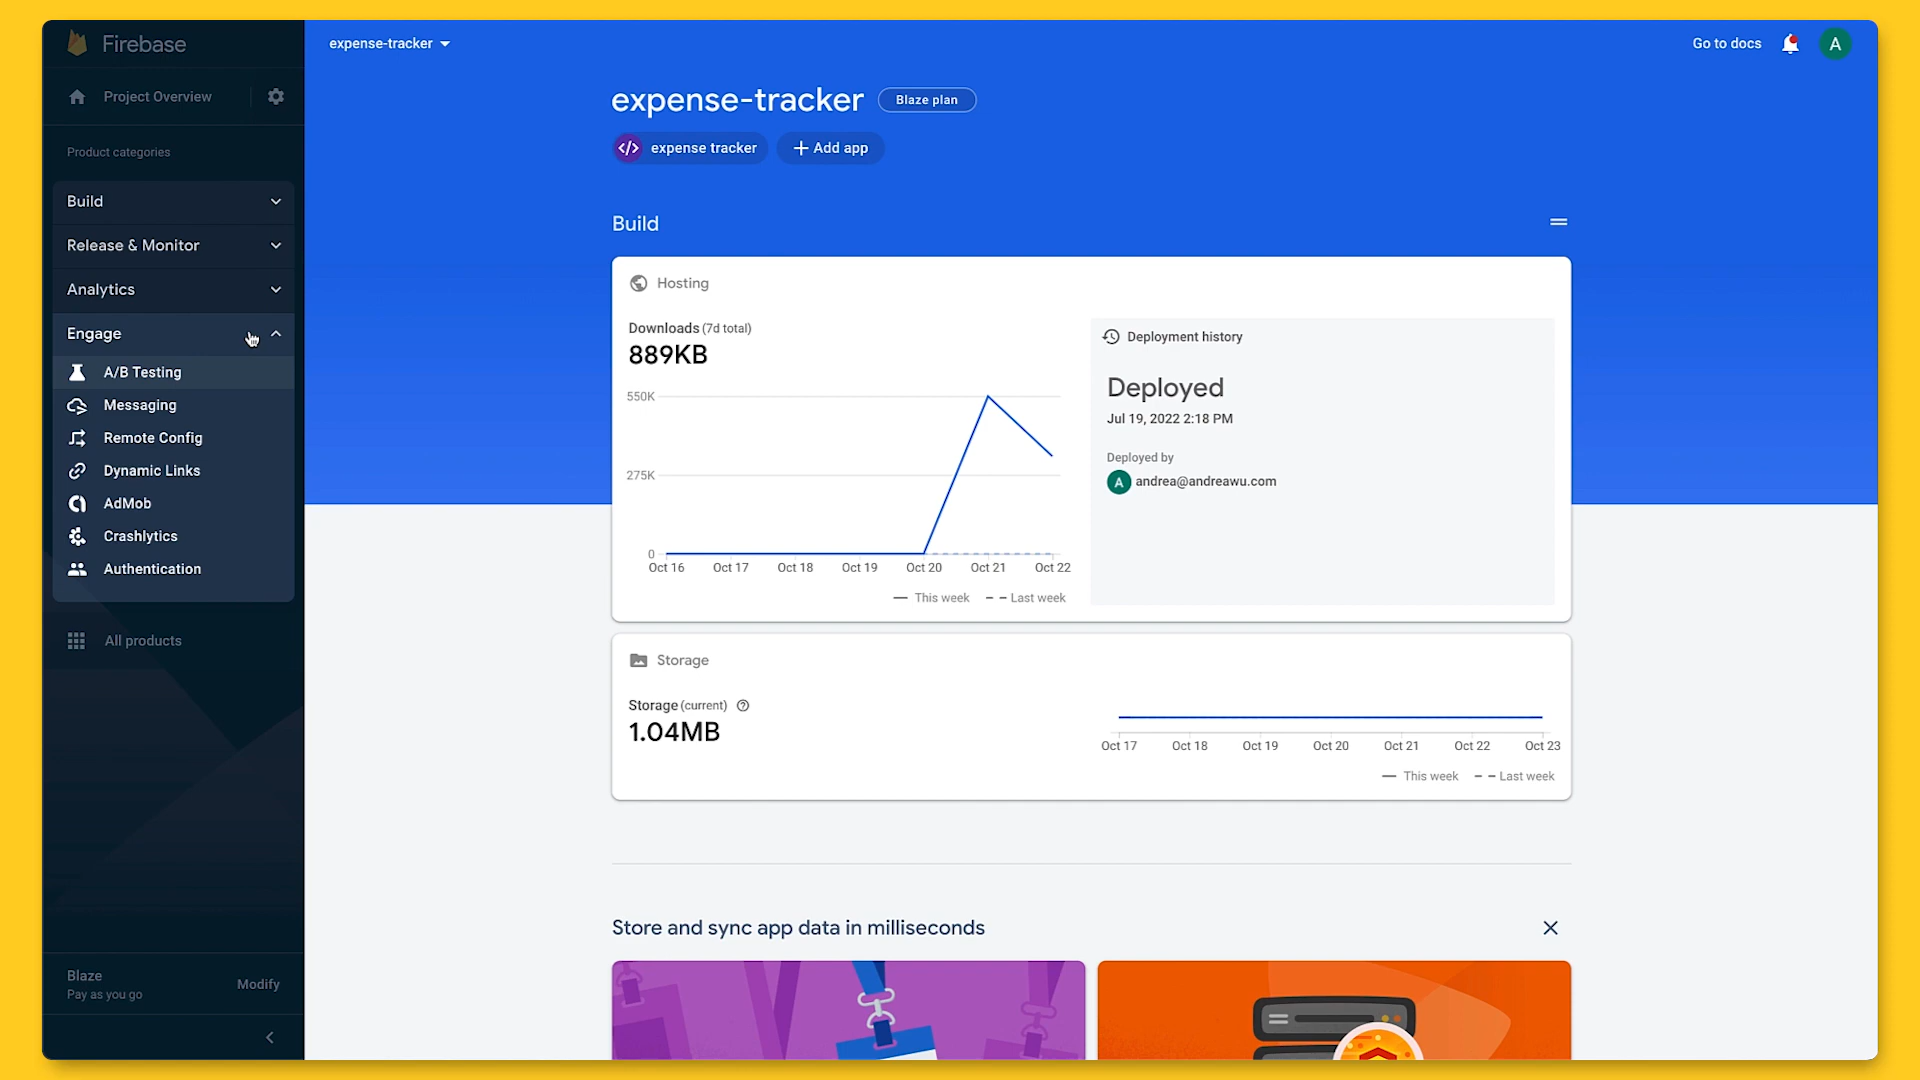 Firebase
Project Overview
Product categories
Build
Release & Monitor
Analytics
Engage
A/B Testing
Messaging
Remote Config
Dynamic Links
AdMob
Crashlytics
Authentication
All products
Blaze
Pay as you go
Modify
expense-tracker
Go to docs
A
expense-tracker
Blaze plan
expense tracker
Add app
Build
Hosting
Downloads (7d total)
889KB
550K
275K
0
Oct 16 Oct 17 Oct 18 Oct 19 Oct 20 Oct 21 Oct 22
This week Last week
Deployment history
Deployed
Jul 19, 2022 2:18 PM
Deployed by
A andrea@andreawu.com
Storage
Storage (current)
1.04MB
Oct 17 Oct 18 Oct 19 Oct 20 Oct 21 Oct 22 Oct 23
This week Last week
Store and sync app data in milliseconds